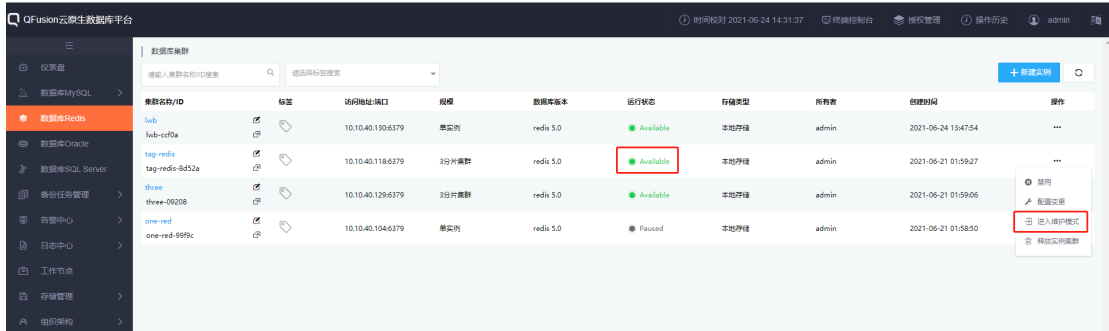 QFusion云原生数据库平台
时间校对 2021-06-24 14:31:37 终端控制台 授权管理 操作历史 admin
仪表盘
数据库MySQL
数据库Redis
数据库Oracle
数据库SQL Server
备份任务管理
告警中心
日志中心
工作节点
存储管理
组织架构
数据库集群
请输入集群名称/ID搜索 请选择标签搜索 新建实例
集群名称/ID 标签 访问地址:端口 规模 数据库版本 运行状态 存储类型 所有者 创建时间 操作
lwb
lwb-ccf0a 10.10.40.130:6379 单实例 redis 5.0 Available 本地存储 admin 2021-06-24 13:47:54
tag-redis
tag-redis-8d52a 10.10.40.118:6379 3分片集群 redis 5.0 Available 本地存储 admin 2021-06-21 01:59:27
three
three-09208 10.10.40.129:6379 3分片集群 redis 5.0 Available 本地存储 admin 2021-06-21 01:59:06
one-red
one-red-99f9c 10.10.40.104:6379 单实例 redis 5.0 Paused 本地存储 admin 2021-06-21 01:58:50
禁用
配置变更
进入维护模式
释放实例集群